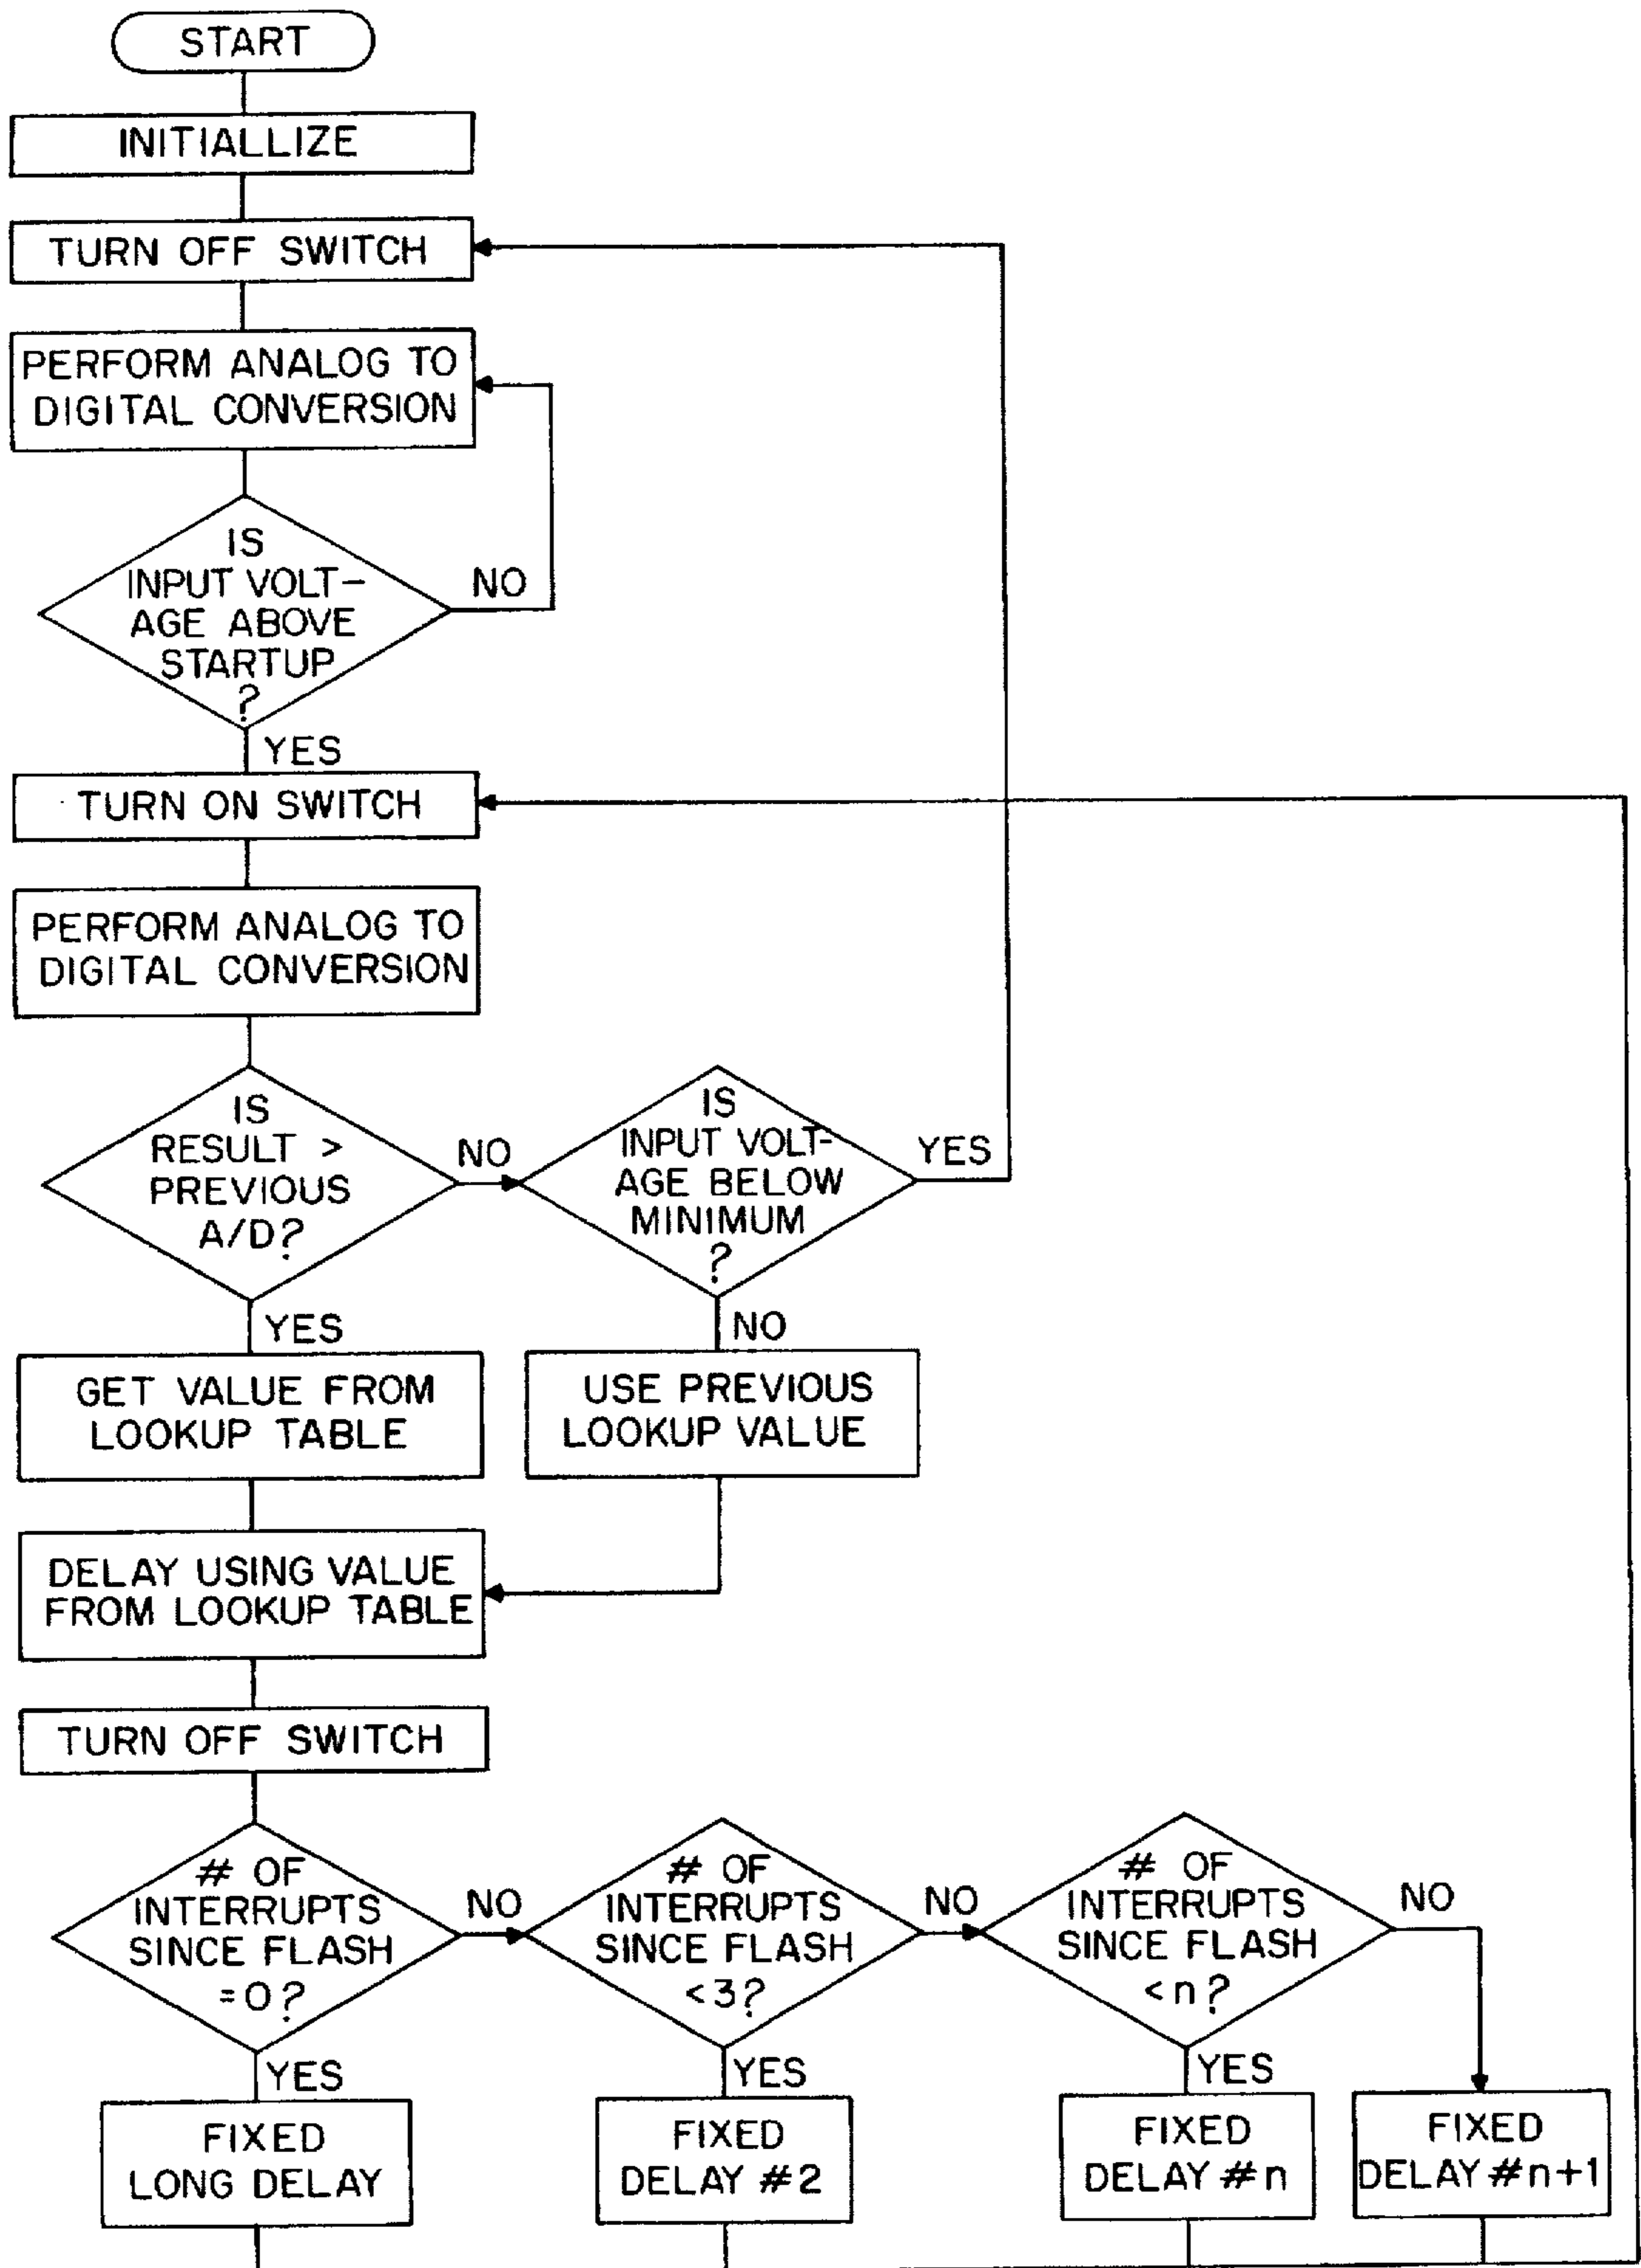 START
INITIALLIZE
TURN OFF SWITCH
PERFORM ANALOG TO
DIGITAL CONVERSION
IS
INPUT VOLT-
AGE ABOVE
STARTUP
?
NO
YES
TURN ON SWITCH
PERFORM ANALOG TO
DIGITAL CONVERSION
IS
RESULT >
PREVIOUS
A/D?
NO
IS
INPUT VOLT-
AGE BELOW
MINIMUM
?
YES
YES
NO
GET VALUE FROM
LOOKUP TABLE
USE PREVIOUS
LOOKUP VALUE
DELAY USING VALUE
FROM LOOKUP TABLE
TURN OFF SWITCH
# OF
INTERRUPTS
SINCE FLASH
=0?
NO
# OF
INTERRUPTS
SINCE FLASH
<3?
NO
# OF
INTERRUPTS
SINCE FLASH
<n?
NO
YES
YES
YES
FIXED
LONG DELAY
FIXED
DELAY #2
FIXED
DELAY #n
FIXED
DELAY #n+1